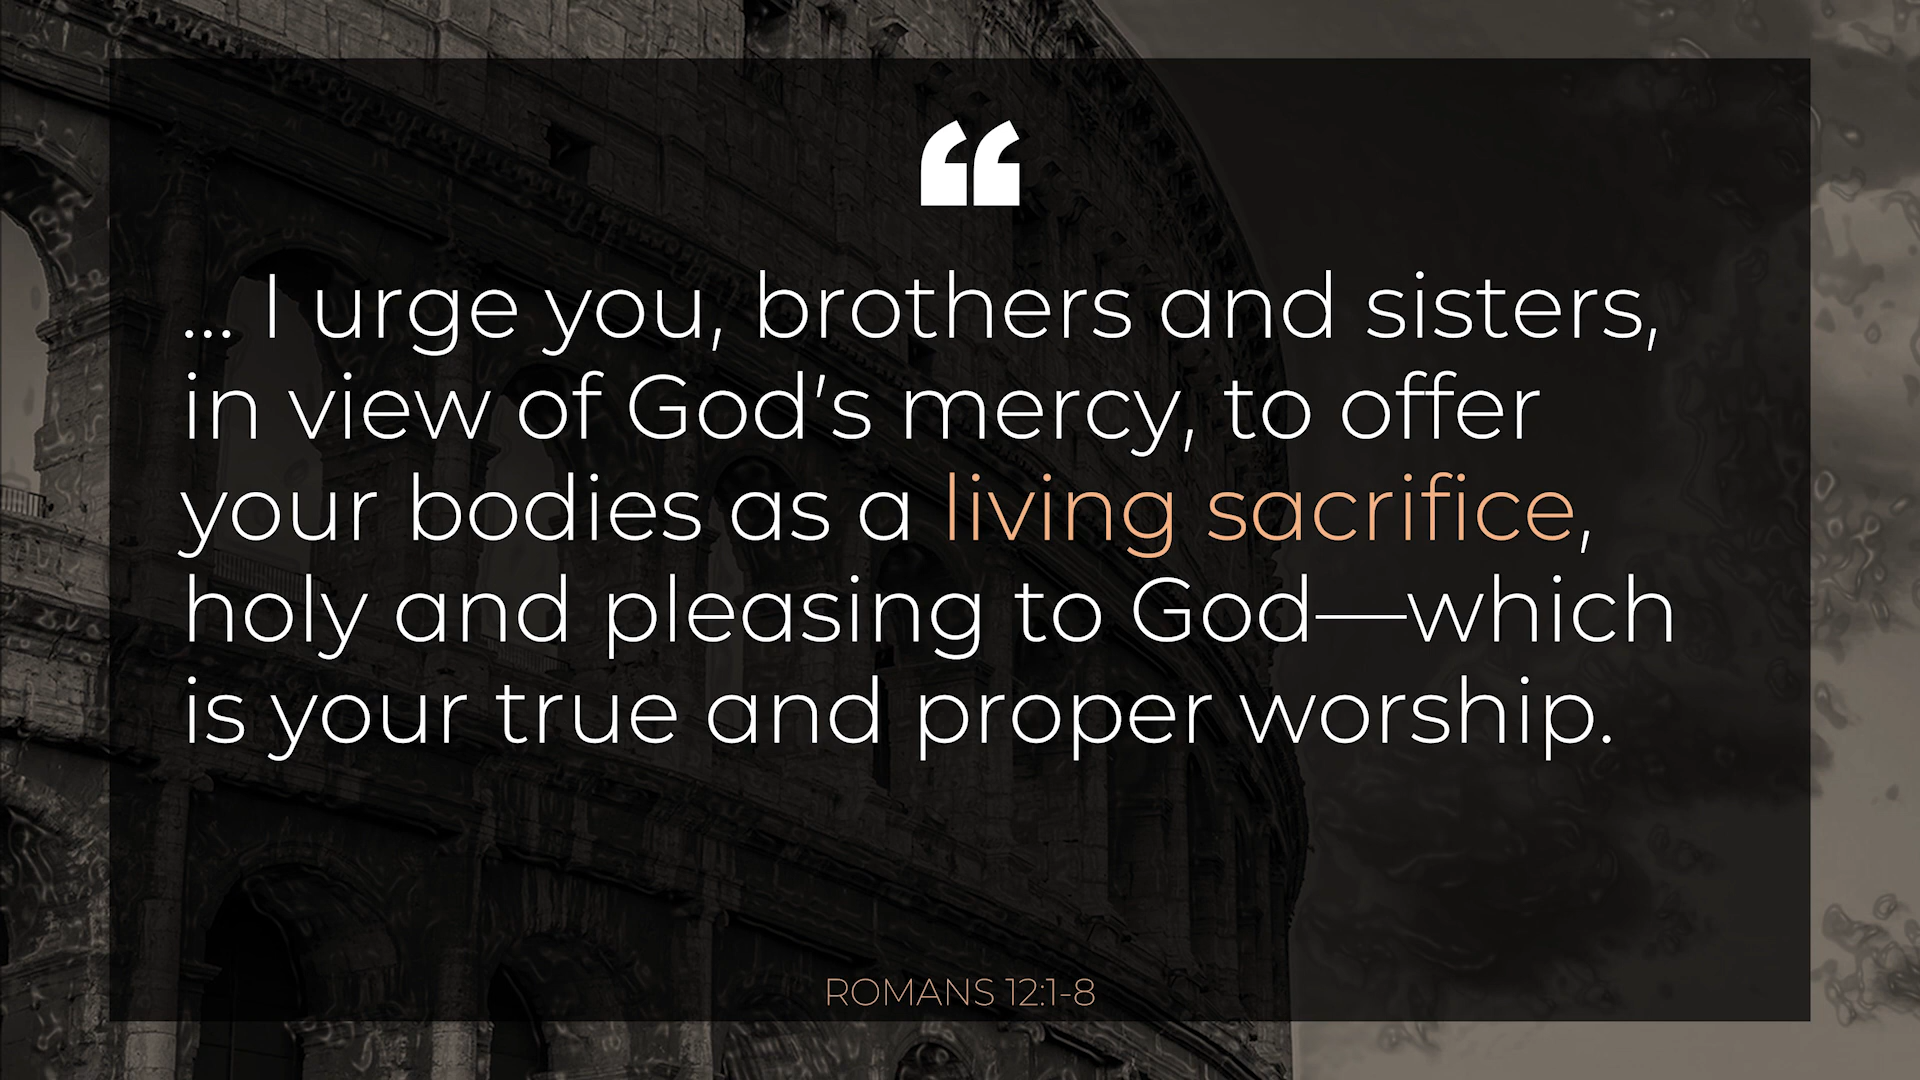 “
... I urge you, brothers and sisters,
in view of God’s mercy, to offer
your bodies as a living sacrifice,
holy and pleasing to God—which
is your true and proper worship.
ROMANS 12:1-8